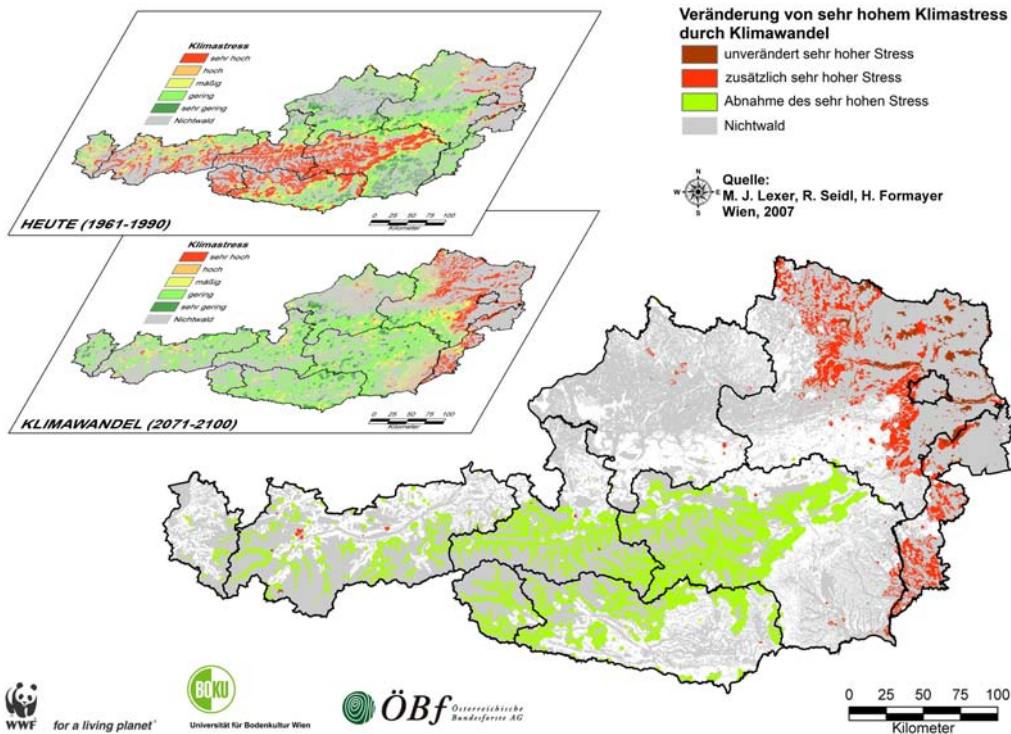 Veränderung von sehr hohem Klimastress
durch Klimawandel
unverändert sehr hoher Stress
zusätzlich sehr hoher Stress
Abnahme des sehr hohen Stress
Nichtwald
N
W E
S
Quelle:
M. J. Lexer, R. Seidl, H. Formayer
Wien, 2007
Klimastress
sehr hoch
hoch
mäßig
gering
sehr gering
Nichtwald
0 25 50 75 100
Kilometer
HEUTE (1961-1990)
Klimastress
sehr hoch
hoch
mäßig
gering
sehr gering
Nichtwald
0 25 50 75 100
Kilometer
KLIMAWANDEL (2071-2100)
WWF
for a living planet®
BOKU
Universität für Bodenkultur Wien
ÖBf Österreichische
Bundesforste AG
0 25 50 75 100
Kilometer